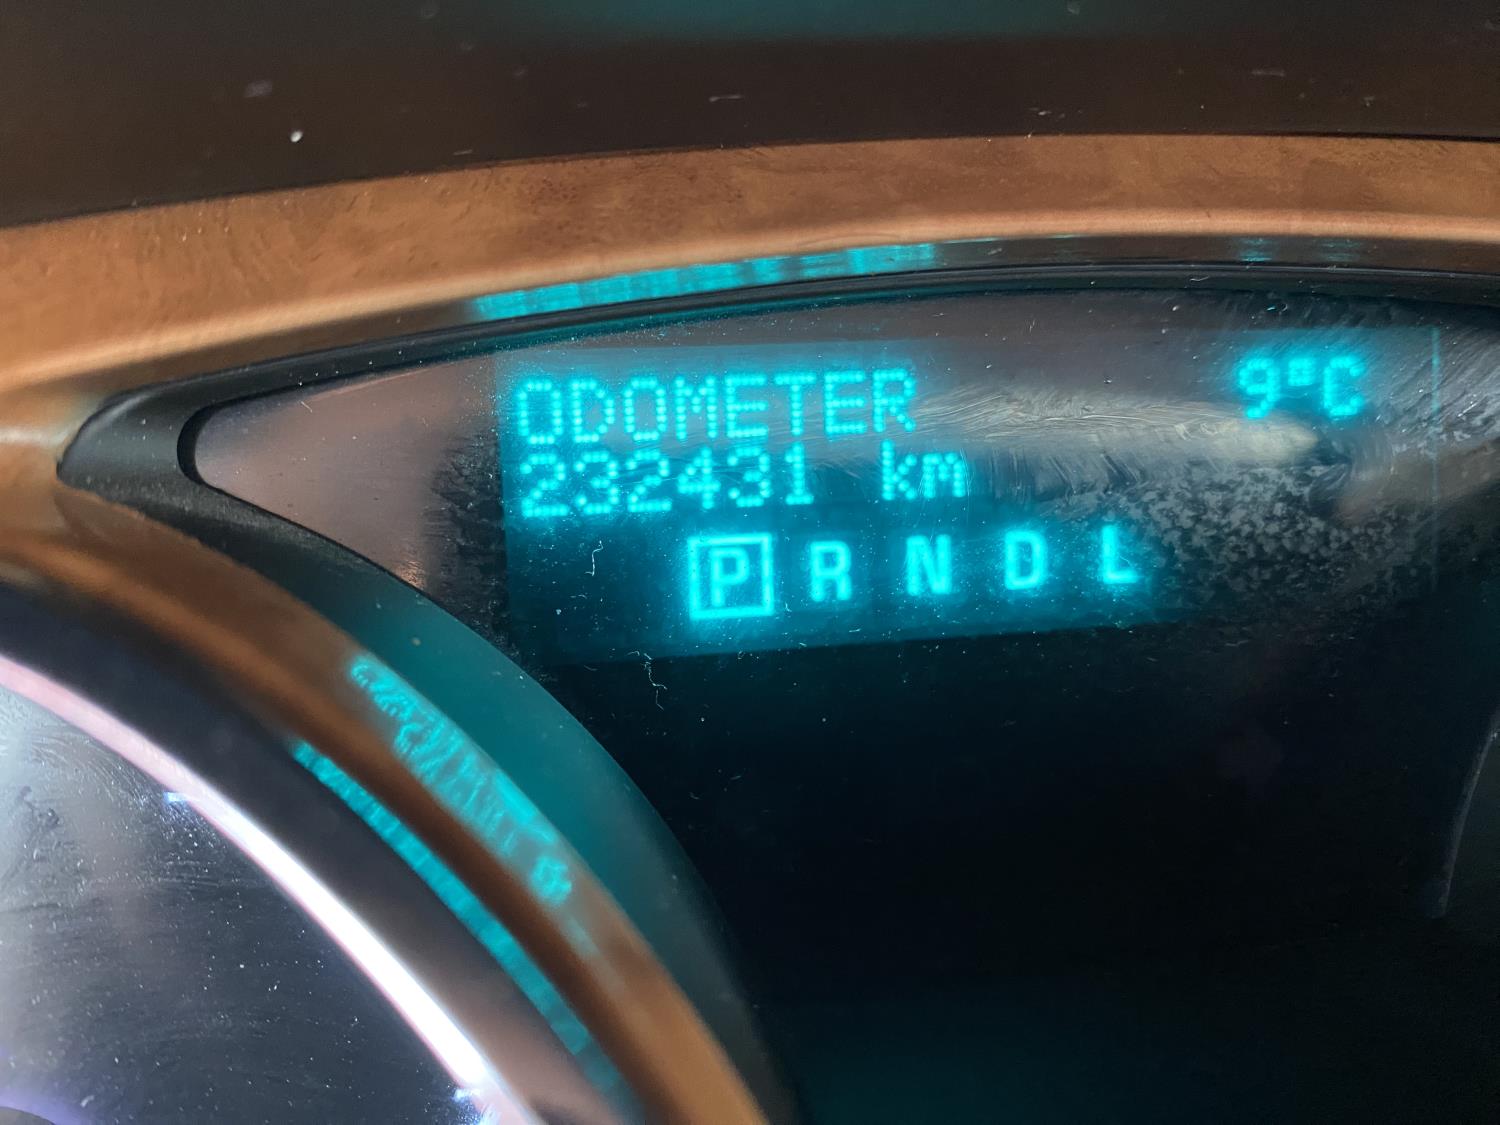 ODOMETER 9°C
232431 km
P R N D L